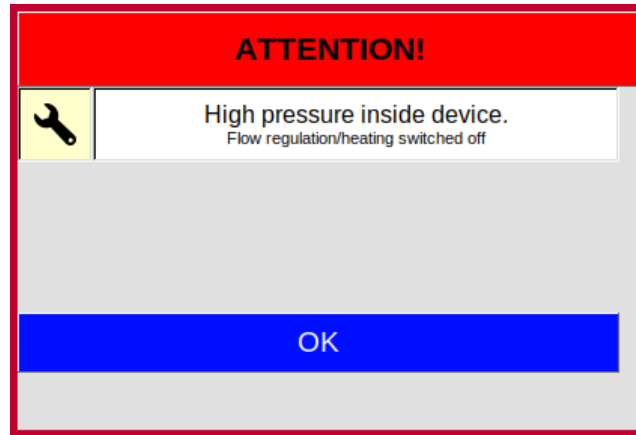 ATTENTION!
High pressure inside device.
Flow regulation/heating switched off
OK